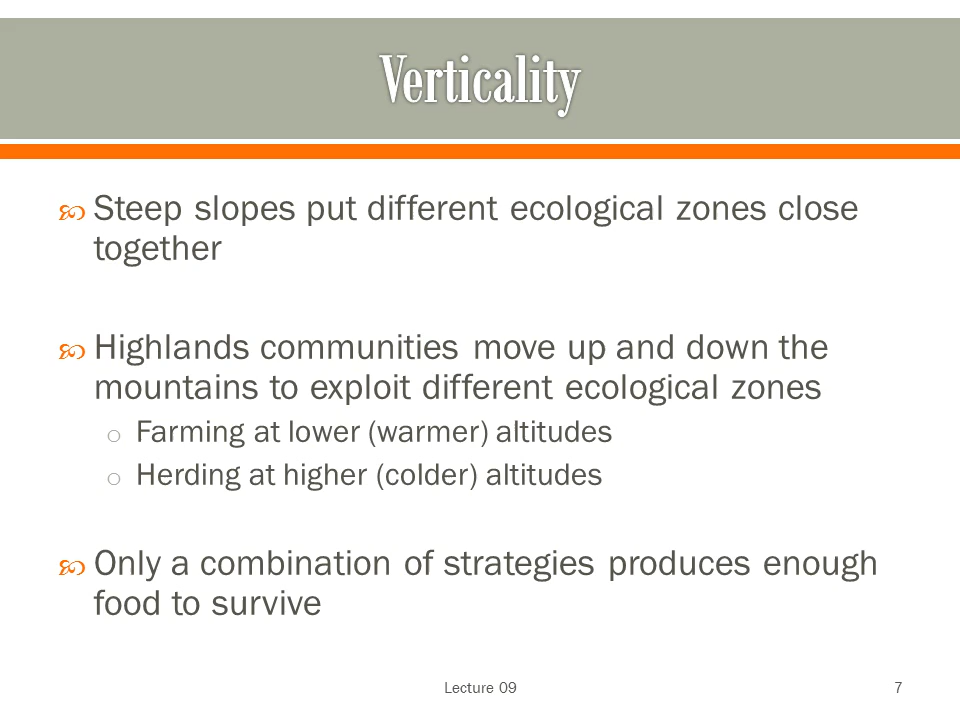 Verticality
Steep slopes put different ecological zones close
together
Highlands communities move up and down the
mountains to exploit different ecological zones
Farming at lower (warmer) altitudes
Herding at higher (colder) altitudes
Only a combination of strategies produces enough
food to survive
Lecture 09
7